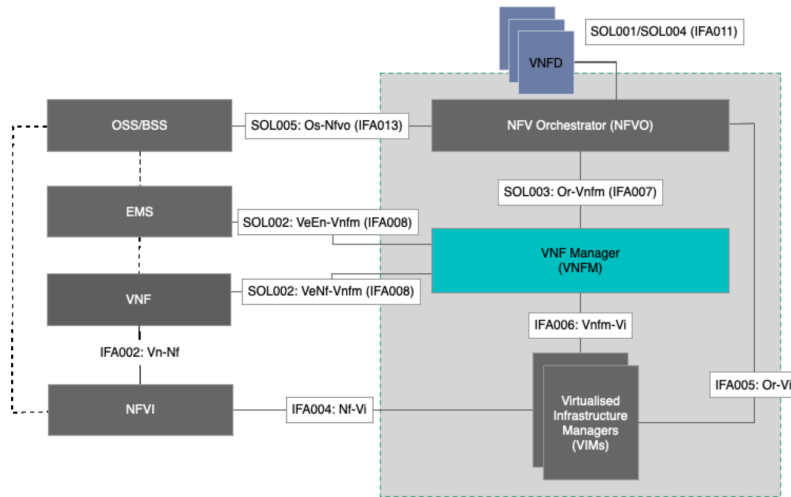 SOL001/SOL004 (IFA011)
VNFD
OSS/BSS
SOL005: Os-Nfvo (IFA013)
NFV Orchestrator (NFVO)
SOL003: Or-Vnfm (IFA007)
EMS
SOL002: VeEn-Vnfm (IFA008)
VNF Manager
(VNFM)
VNF
SOL002: VeNf-Vnfm (IFA008)
IFA006: Vnfm-Vi
IFA002: Vn-Nf
IFA005: Or-Vi
NFVI
IFA004: Nf-Vi
Virtualised
Infrastructure
Managers
(VIMs)